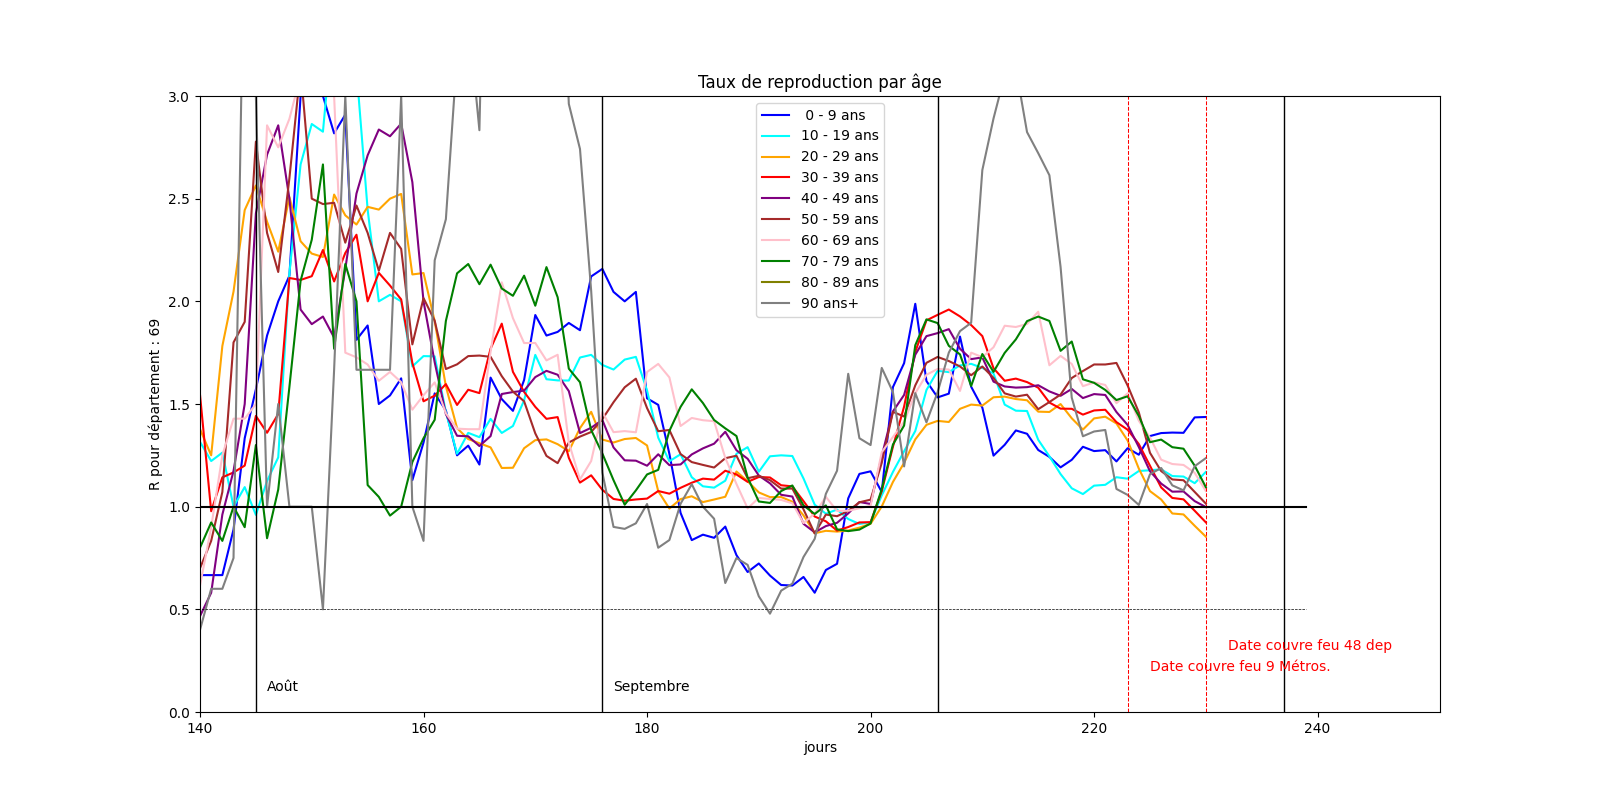 Taux de reproduction par âge
R pour département : 69
3.0
2.5
2.0
1.5
1.0
0.5
0.0
0 - 9 ans
10 - 19 ans
20 - 29 ans
30 - 39 ans
40 - 49 ans
50 - 59 ans
60 - 69 ans
70 - 79 ans
80 - 89 ans
90 ans+
Date couvre feu 48 dep
Date couvre feu 9 Métros.
Août
Septembre
140
160
180
200
220
240
jours